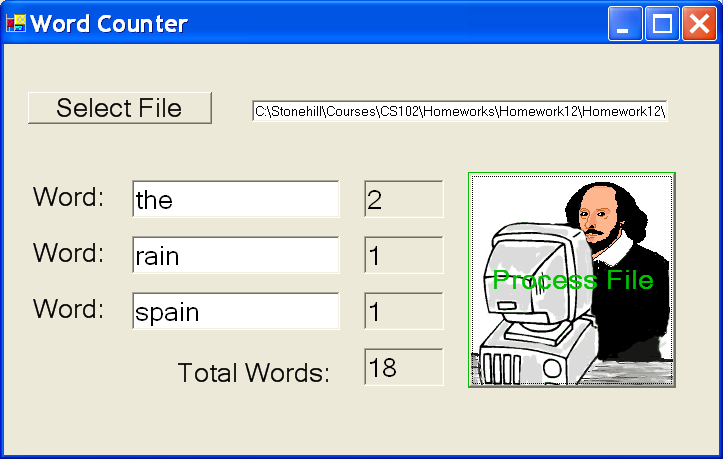 Word Counter
Select File
C:\Stonehill\Courses\CS102\Homeworks\Homework12\Homework12\
Word: the 2
Word: rain 1
Process File
Word: spain 1
Total Words: 18